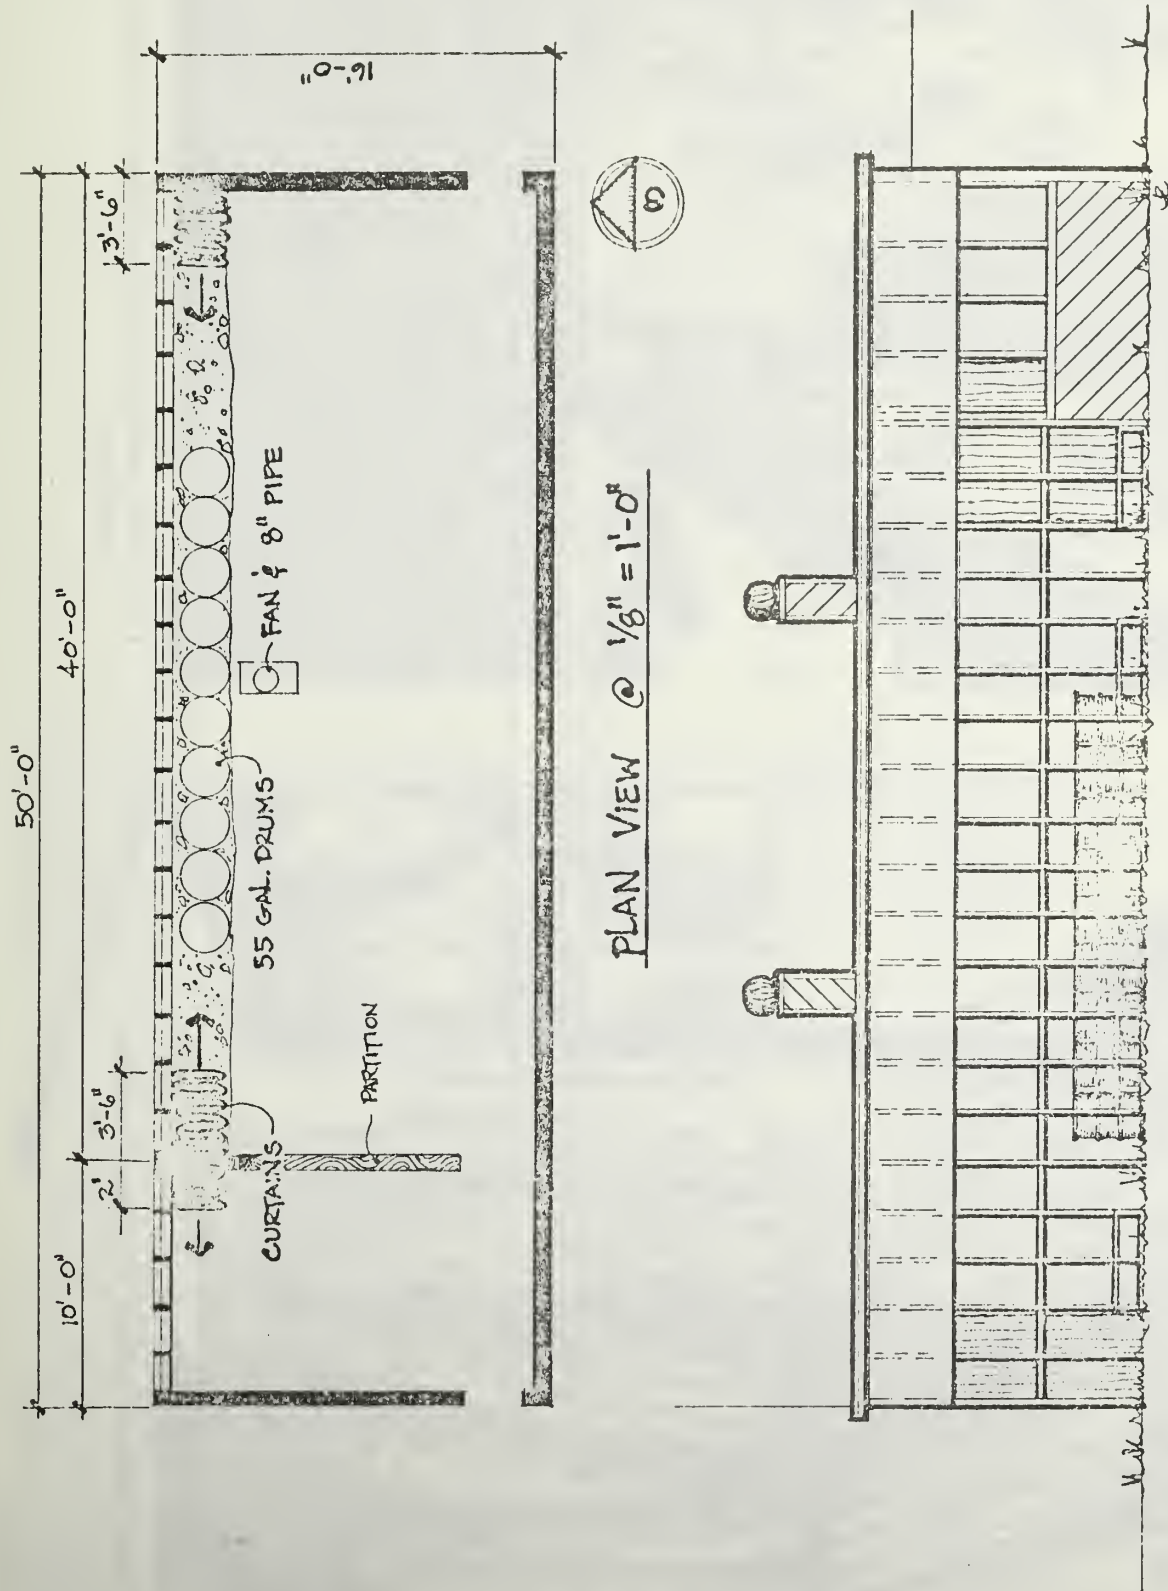 50'-0"
10'-0"
40'-0"
2'
3'-6"
3'-6"
16'-0"
CURTAINS
PARTITION
55 GAL. DRUMS
FAN & 8" PIPE
PLAN VIEW @ 1/8" = 1'-0"